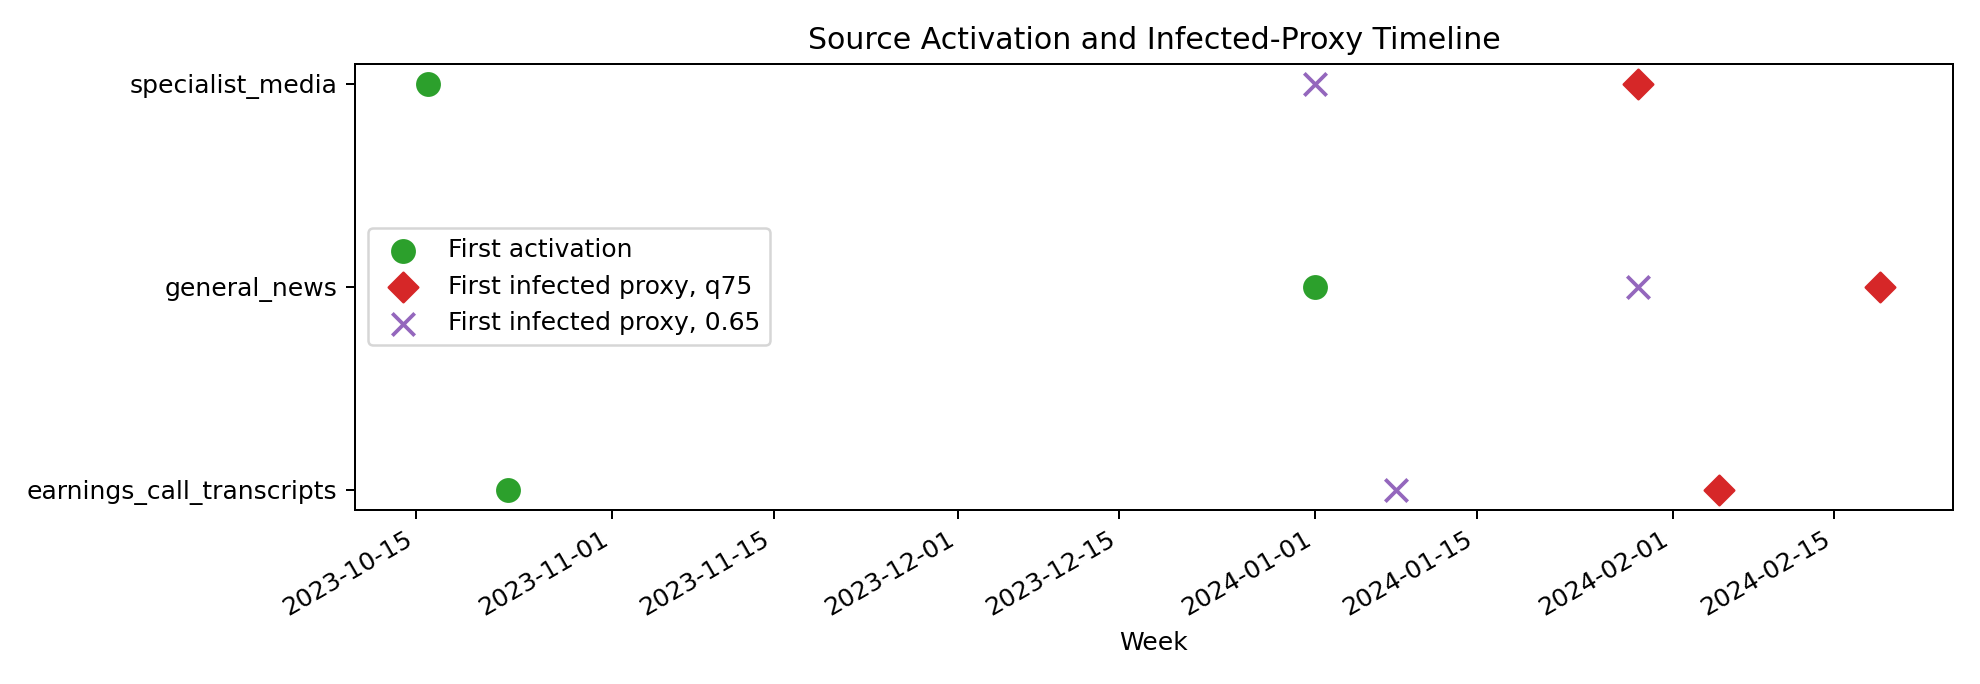 Source Activation and Infected-Proxy Timeline
specialist_media
general_news
earnings_call_transcripts
First activation
First infected proxy, q75
First infected proxy, 0.65
2023-10-15
2023-11-01
2023-11-15
2023-12-01
2023-12-15
2024-01-01
2024-01-15
2024-02-01
2024-02-15
Week